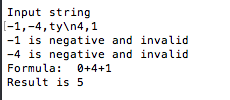 Input string
-1,-4,ty\n4,1
-1 is negative and invalid
-4 is negative and invalid
Formula:  0+4+1
Result is 5